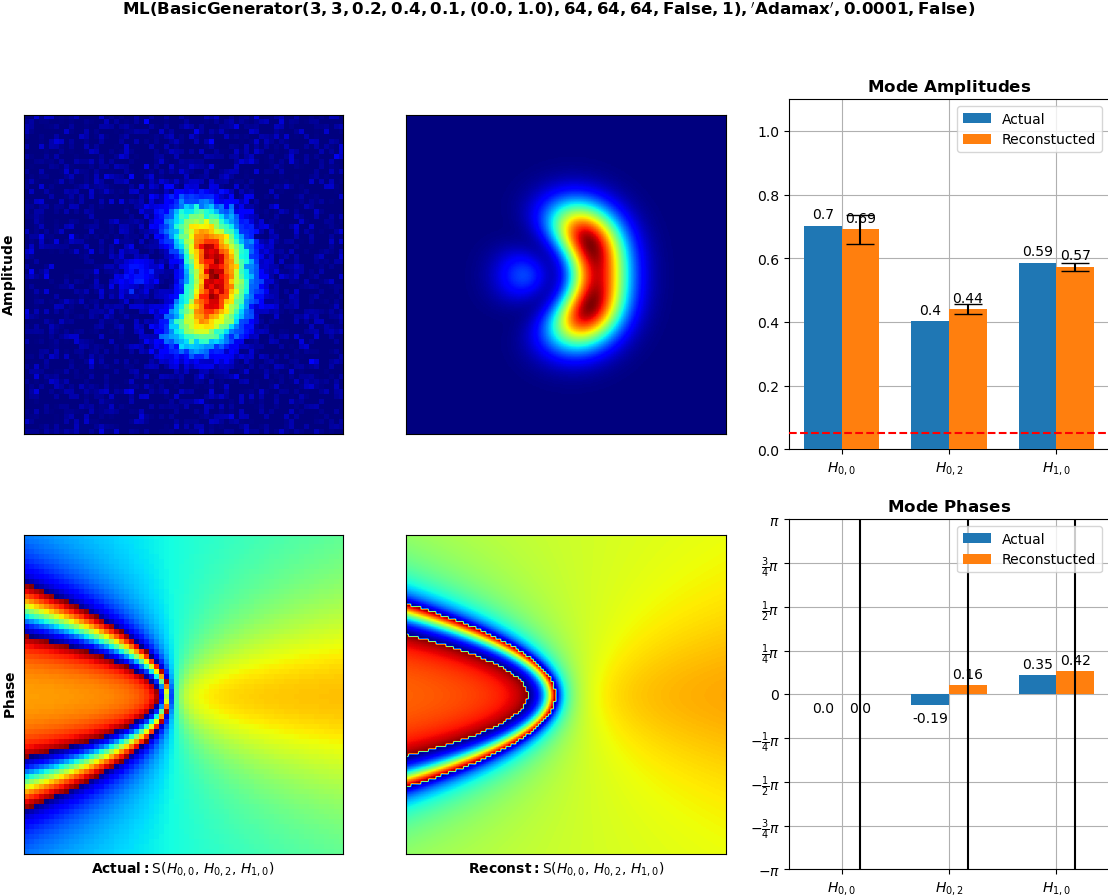 ML(BasicGenerator(3, 3, 0.2, 0.4, 0.1, (0.0, 1.0), 64, 64, 64, False, 1), ′Adamax′, 0.0001, False)
Amplitude
Mode Amplitudes
Actual
Reconstucted
1.0
0.8
0.6
0.4
0.2
0.0
0.7
0.69
0.4
0.44
0.59
0.57
H0,0
H0,2
H1,0
Phase
Actual: S(H0,0, H0,2, H1,0)
Reconst: S(H0,0, H0,2, H1,0)
Mode Phases
Actual
Reconstucted
π
3/4π
1/2π
1/4π
0
−1/4π
−1/2π
−3/4π
−π
0.0
0.0
-0.19
0.16
0.35
0.42
H0,0
H0,2
H1,0